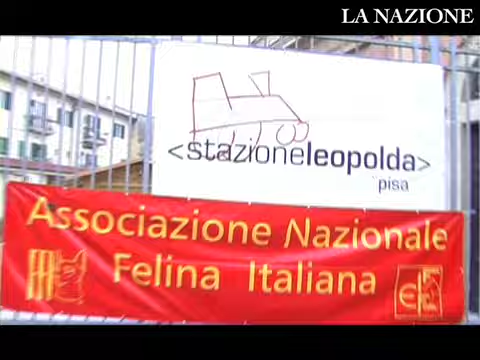 LA NAZIONE
<stazioneleopolda>
pisa
Associazione Nazionale
Felina Italiana